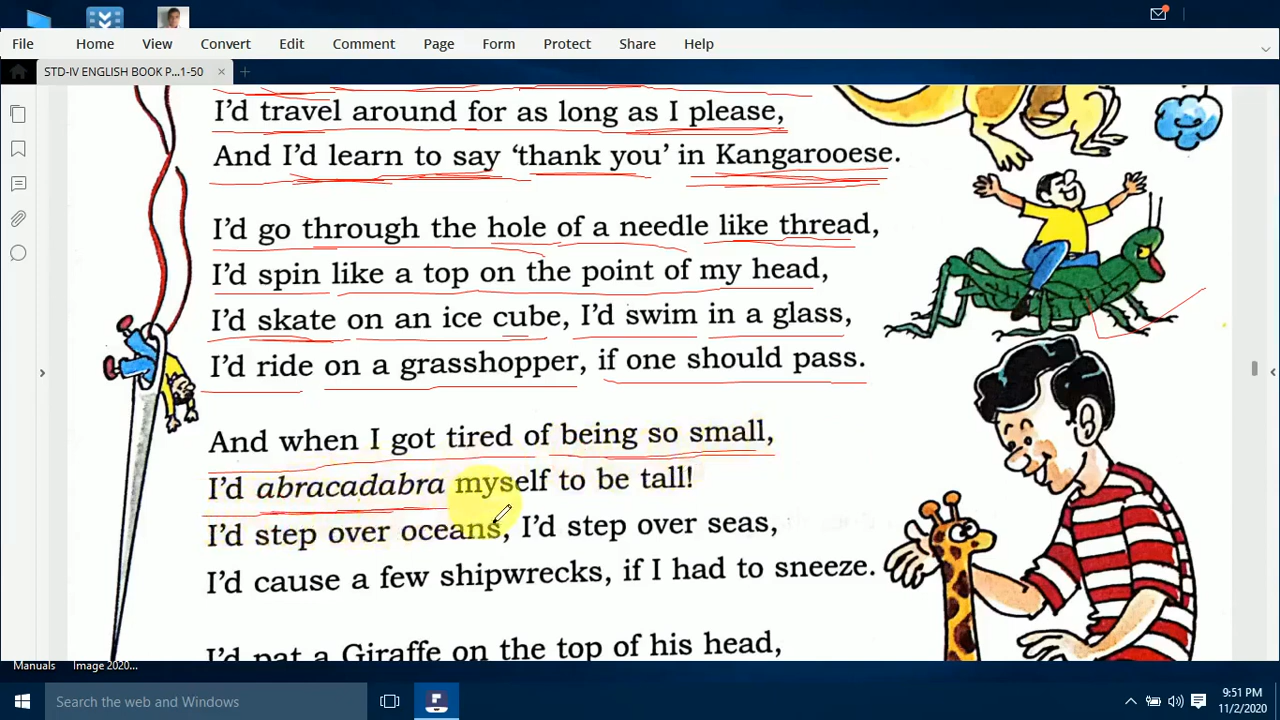 File Home View Convert Edit Comment Page Form Protect Share Help
STD-IV ENGLISH BOOK P...1-50
I'd travel around for as long as I please,
And I'd learn to say 'thank you' in Kangarooese.
I'd go through the hole of a needle like thread,
I'd spin like a top on the point of my head,
I'd skate on an ice cube, I'd swim in a glass,
I'd ride on a grasshopper, if one should pass.
And when I got tired of being so small,
I'd abracadabra myself to be tall!
I'd step over oceans, I'd step over seas,
I'd cause a few shipwrecks, if I had to sneeze.
I'd pat a Giraffe on the top of his head,
Manuals Image 2020...
Search the web and Windows
9:51 PM
11/2/2020